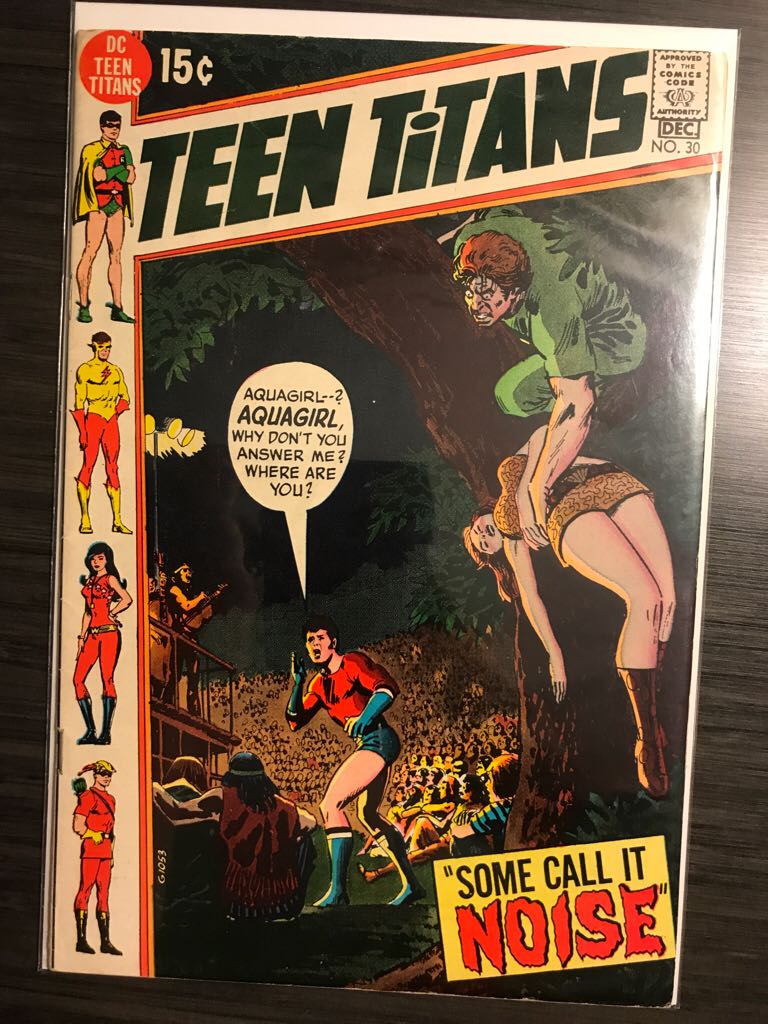 DC
TEEN
TITANS
15¢
TEEN TiTANS
APPROVED
BY THE
COMICS
CODE
CA
AUTHORITY
DEC.
NO. 30
AQUAGIRL--?
AQUAGIRL,
WHY DON'T YOU
ANSWER ME?
WHERE ARE
YOU?
G1053
"SOME CALL IT
NOISE"